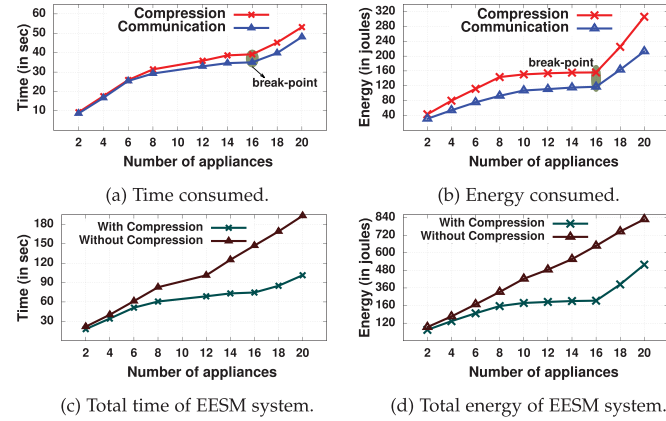 60
50
40
30
20
10
Time (in sec)
Compression
Communication
break-point
2 4 6 8 10 12 14 16 18 20
Number of appliances
(a) Time consumed.
320
280
240
200
160
120
80
40
Energy (in joules)
Compression
Communication
break-point
2 4 6 8 10 12 14 16 18 20
Number of appliances
(b) Energy consumed.
180
150
120
90
60
30
Time (in sec)
With Compression
Without Compression
2 4 6 8 10 12 14 16 18 20
Number of appliances
(c) Total time of EESM system.
840
720
600
480
360
260
120
Energy (in joules)
With Compression
Without Compression
2 4 6 8 10 12 14 16 18 20
Number of appliances
(d) Total energy of EESM system.